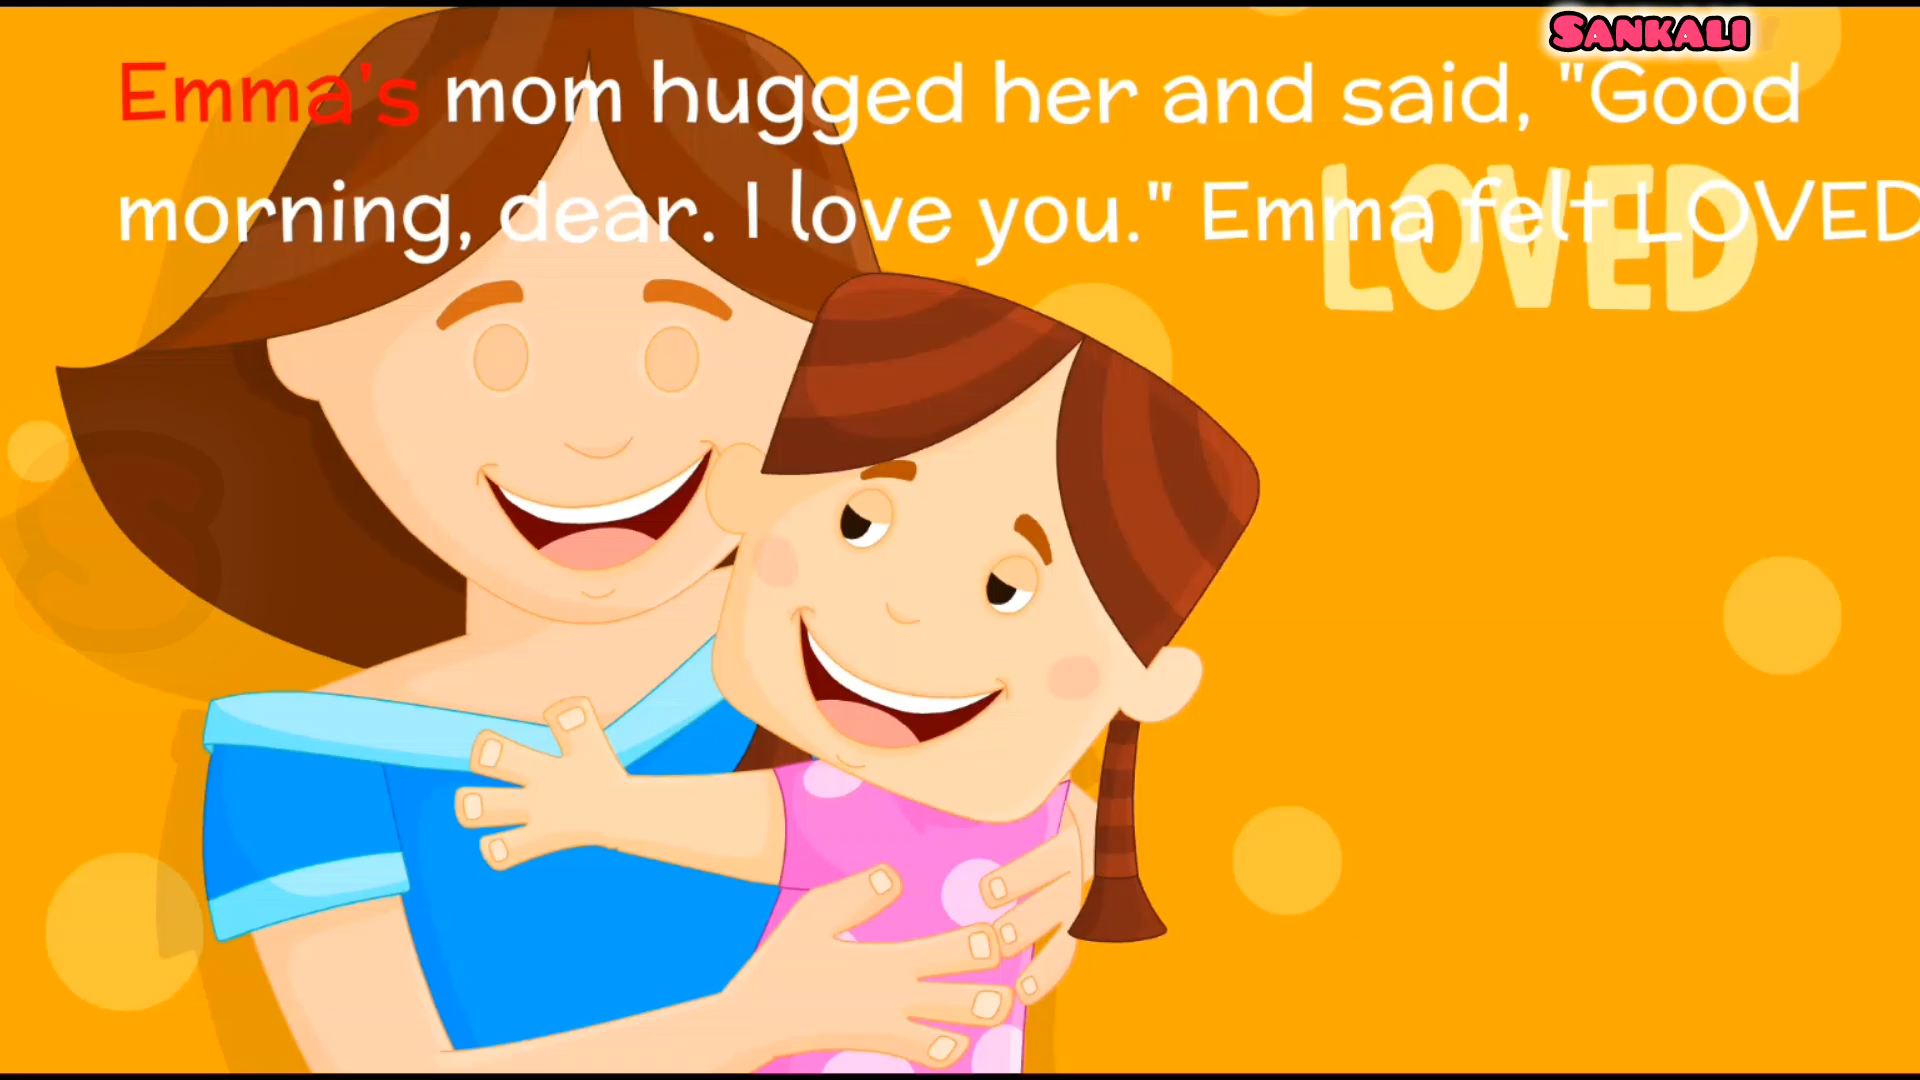 SANKALI
Emma's mom hugged her and said, "Good
morning, dear. I love you." Emma felt LOVED
LOVED